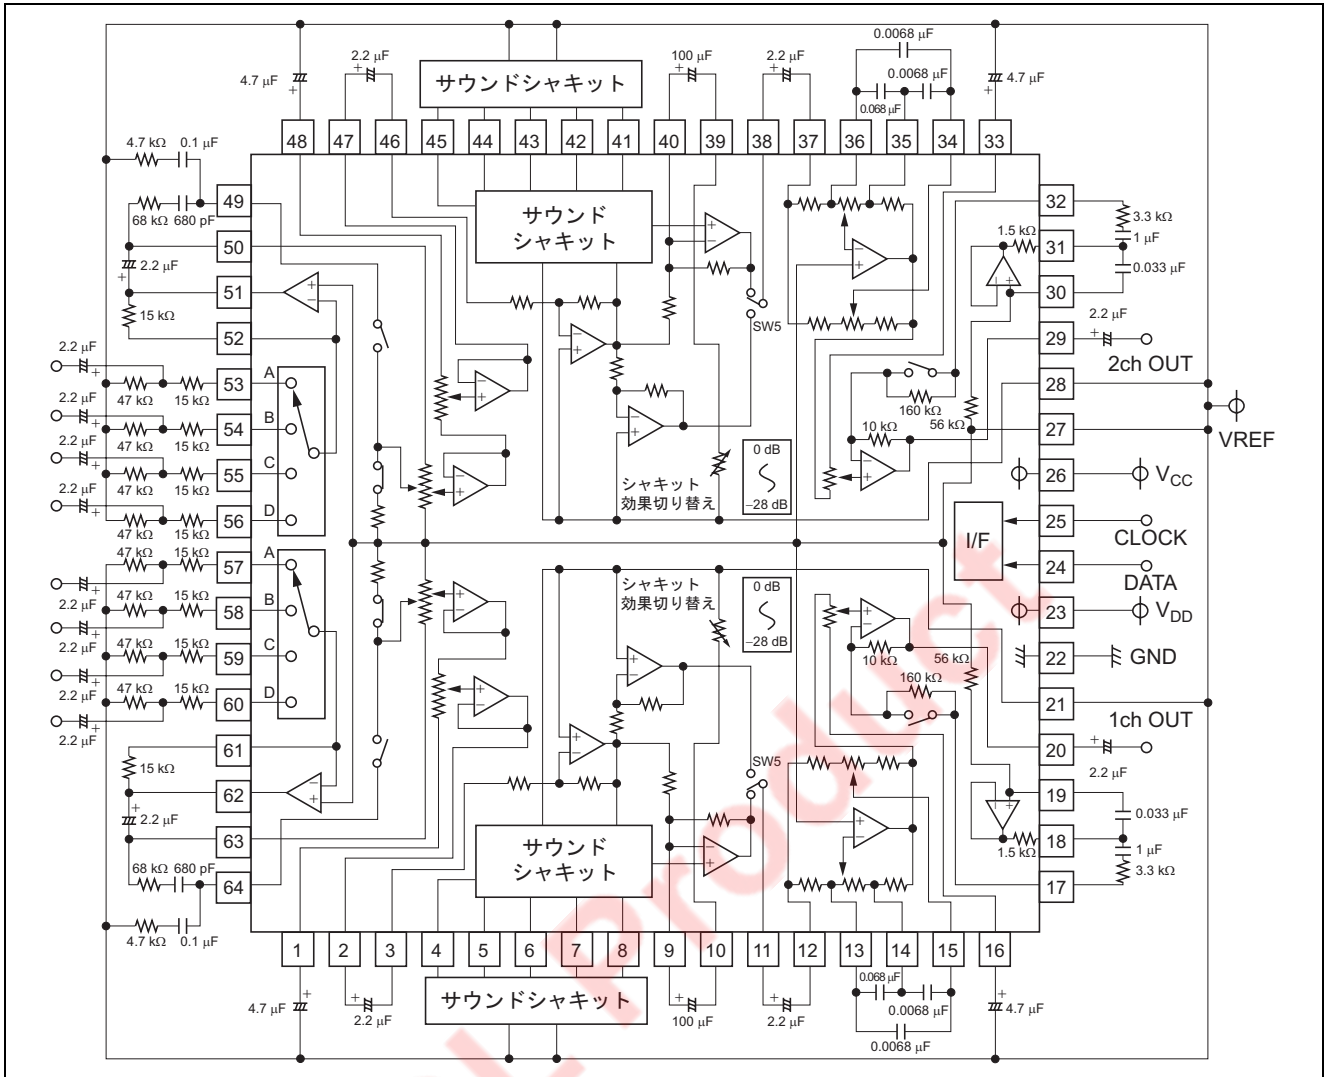 4.7 μF
+
2.2 μF
+
サウンドシャキット
100 μF
+
2.2 μF
+
0.0068 μF
0.0068 μF
0.068 μF
4.7 μF
+
48 47 46 45 44 43 42 41 40 39 38 37 36 35 34 33
4.7 kΩ 0.1 μF
68 kΩ 680 pF
2.2 μF
+
15 kΩ
49
50
51
52
53
54
55
56
57
58
59
60
61
62
63
64
2.2 μF
+
47 kΩ 15 kΩ
2.2 μF
+
47 kΩ 15 kΩ
2.2 μF
+
47 kΩ 15 kΩ
2.2 μF
+
47 kΩ 15 kΩ
A
B
C
D
47 kΩ 15 kΩ
2.2 μF
+
47 kΩ 15 kΩ
2.2 μF
+
47 kΩ 15 kΩ
2.2 μF
+
47 kΩ 15 kΩ
2.2 μF
+
A
B
C
D
15 kΩ
+
2.2 μF
68 kΩ 680 pF
4.7 kΩ 0.1 μF
サウンド
シャキット
SW5
シャキット
効果切り替え
0 dB
−28 dB
1.5 kΩ
160 kΩ
56 kΩ
10 kΩ
I/F
シャキット
効果切り替え
0 dB
−28 dB
10 kΩ
56 kΩ
160 kΩ
SW5
1.5 kΩ
サウンド
シャキット
32
31
30
29
28
27
26
25
24
23
22
21
20
19
18
17
3.3 kΩ
1 μF
0.033 μF
2.2 μF
+
2ch OUT
VREF
VCC
CLOCK
DATA
VDD
GND
1ch OUT
+
2.2 μF
0.033 μF
1 μF
3.3 kΩ
1 2 3 4 5 6 7 8 9 10 11 12 13 14 15 16
4.7 μF
+
+
2.2 μF
サウンドシャキット
+
100 μF
+
2.2 μF
0.068 μF
0.0068 μF
0.0068 μF
+
4.7 μF
L Product